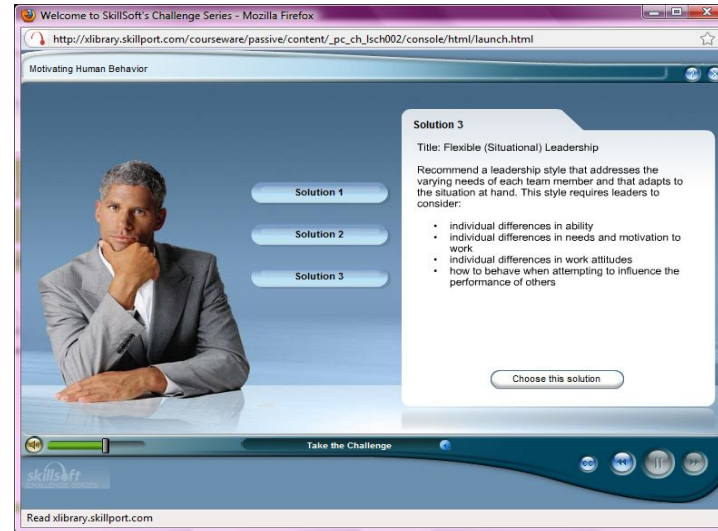 Welcome to SkillSoft's Challenge Series - Mozilla Firefox
http://xlibrary.skillport.com/courseware/passive/content/_pc_ch_lsch002/console/html/launch.html
Motivating Human Behavior
Solution 1
Solution 2
Solution 3
Solution 3
Title: Flexible (Situational) Leadership
Recommend a leadership style that addresses the
varying needs of each team member and that adapts to
the situation at hand. This style requires leaders to
consider:
• individual differences in ability
• individual differences in needs and motivation to
work
• individual differences in work attitudes
• how to behave when attempting to influence the
performance of others
Choose this solution
Take the Challenge
CC
skillsoft
CHALLENGE SERIES
Read xlibrary.skillport.com